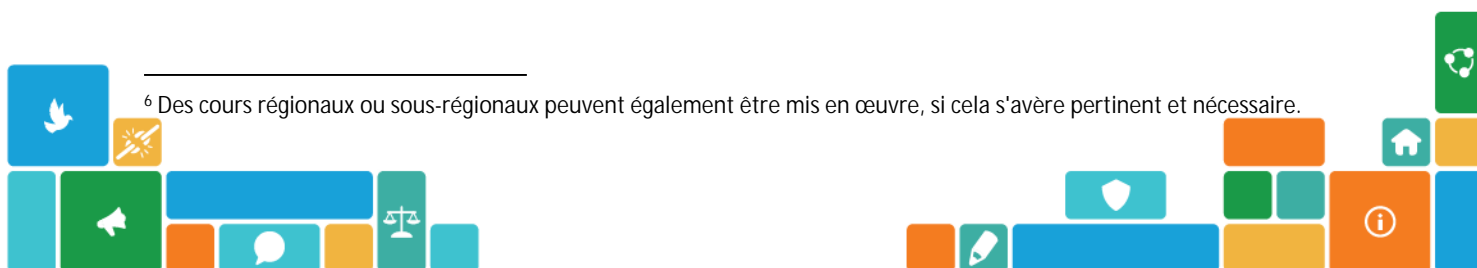 ⁶ Des cours régionaux ou sous-régionaux peuvent également être mis en œuvre, si cela s'avère pertinent et nécessaire.